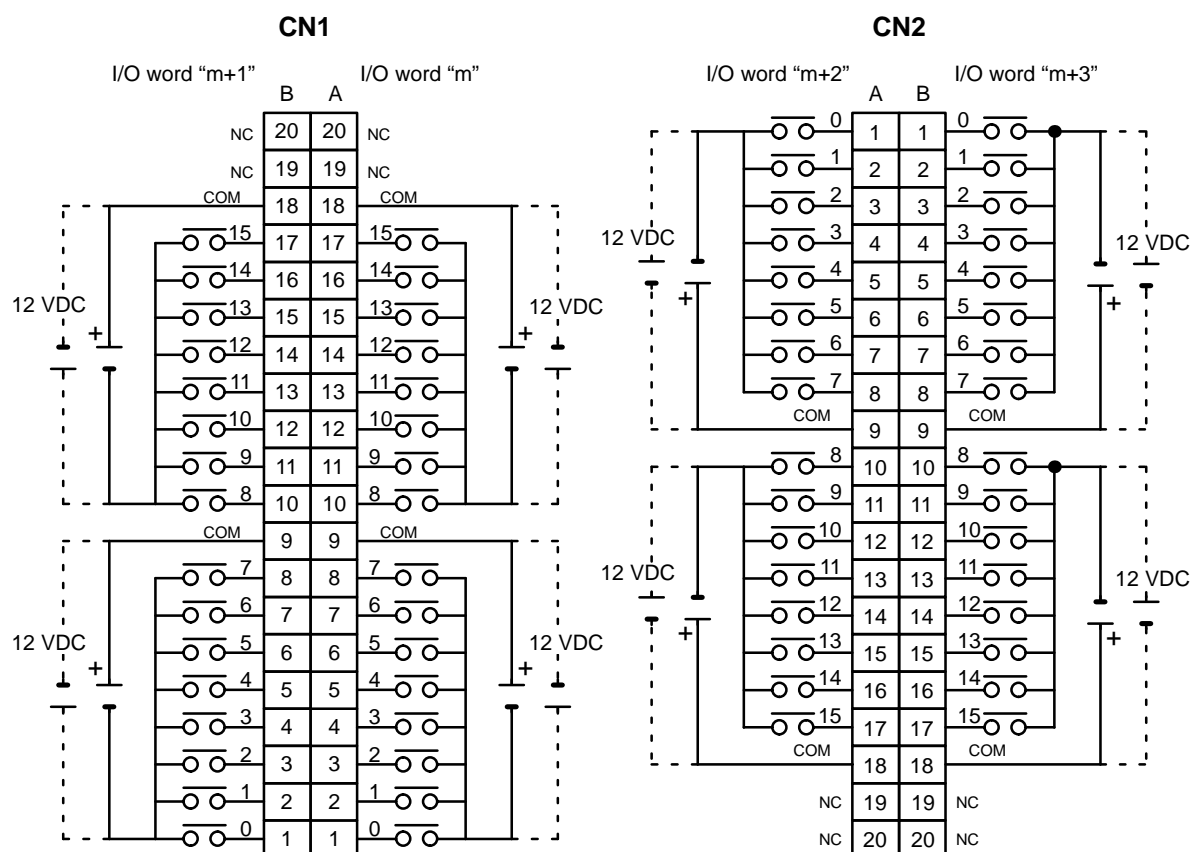 CN1
I/O word “m+1” I/O word “m”
B A
NC 20 20 NC
NC 19 19 NC
COM 18 18 COM
15 17 17 15
14 16 16 14
13 15 15 13
12 VDC + 12 14 14 12 + 12 VDC
11 13 13 11
10 12 12 10
9 11 11 9
8 10 10 8
COM 9 9 COM
7 8 8 7
6 7 7 6
12 VDC + 5 6 6 5 + 12 VDC
4 5 5 4
3 4 4 3
2 3 3 2
1 2 2 1
0 1 1 0
CN2
I/O word “m+2” I/O word “m+3”
A B
0 1 1 0
1 2 2 1
2 3 3 2
12 VDC 3 4 4 3 12 VDC
+ 4 5 5 4 +
5 6 6 5
6 7 7 6
7 8 8 7
COM 9 9 COM
8 10 10 8
9 11 11 9
10 12 12 10
12 VDC 11 13 13 11 12 VDC
+ 12 14 14 12 +
13 15 15 13
14 16 16 14
15 17 17 15
COM 18 18 COM
NC 19 19 NC
NC 20 20 NC